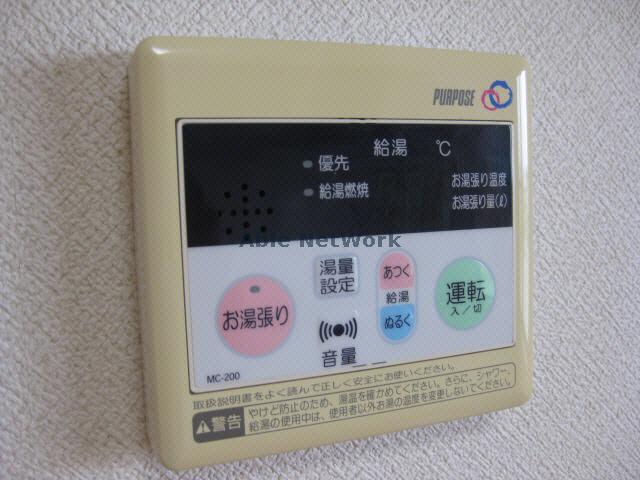 PURPOSE
給湯 ℃
優先
給湯燃焼
お湯張り温度
お湯張り量(ℓ)
Able Network
お湯張り
湯量
設定
音量
あつく
給湯
ぬるく
運転
入/切
MC-200
取扱説明書をよく読んで正しく安全にお使いください。
警告
やけど防止のため、湯温を確かめてください。さらに、シャワー、
給湯の使用中は、使用者以外お湯の温度を変更しないでください。